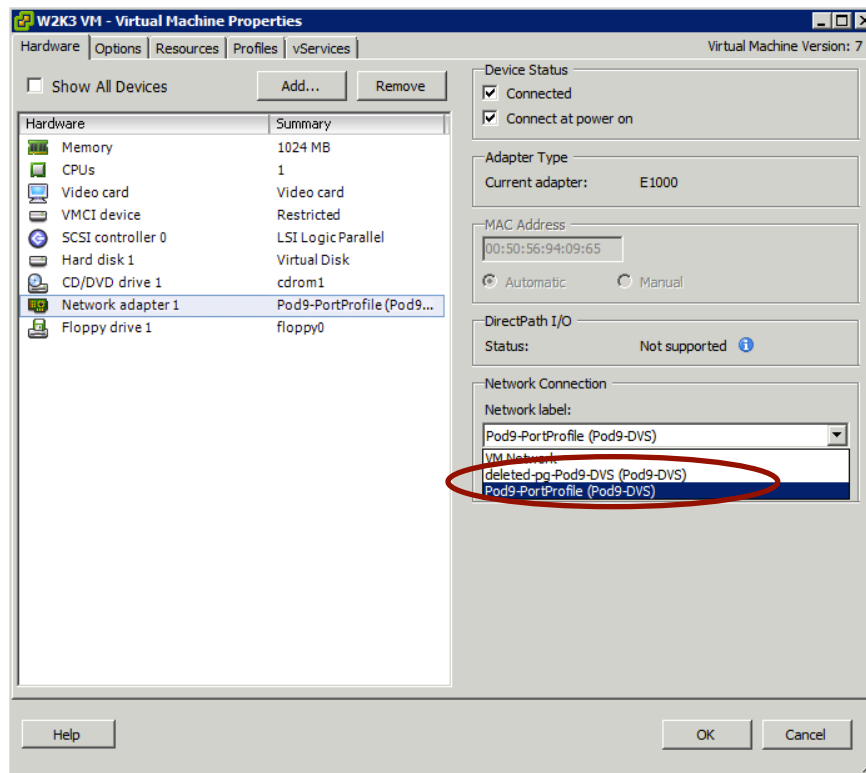 W2K3 VM - Virtual Machine Properties
Hardware Options Resources Profiles vServices Virtual Machine Version: 7
Show All Devices Add... Remove
Hardware Summary
Memory 1024 MB
CPUs 1
Video card Video card
VMCI device Restricted
SCSI controller 0 LSI Logic Parallel
Hard disk 1 Virtual Disk
CD/DVD drive 1 cdrom1
Network adapter 1 Pod9-PortProfile (Pod9...
Floppy drive 1 floppy0
Device Status
Connected
Connect at power on
Adapter Type
Current adapter: E1000
MAC Address
00:50:56:94:09:65
Automatic Manual
DirectPath I/O
Status: Not supported
Network Connection
Network label:
Pod9-PortProfile (Pod9-DVS)
VM Network
deleted-pg-Pod9-DVS (Pod9-DVS)
Pod9-PortProfile (Pod9-DVS)
Help OK Cancel